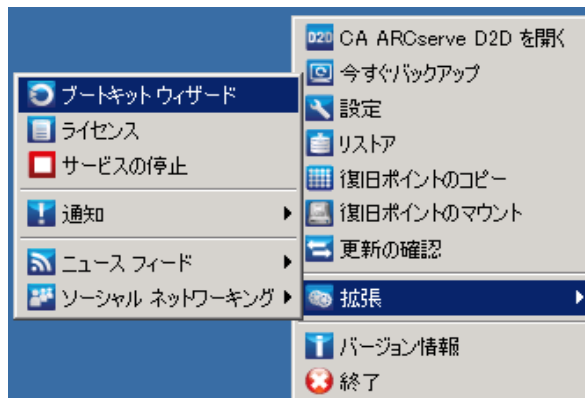 D2D CA ARCserve D2D を開く
今すぐバックアップ
設定
リストア
復旧ポイントのコピー
復旧ポイントのマウント
更新の確認
拡張
バージョン情報
終了
ブートキット ウィザード
ライセンス
サービスの停止
通知
ニュース フィード
ソーシャル ネットワーキング